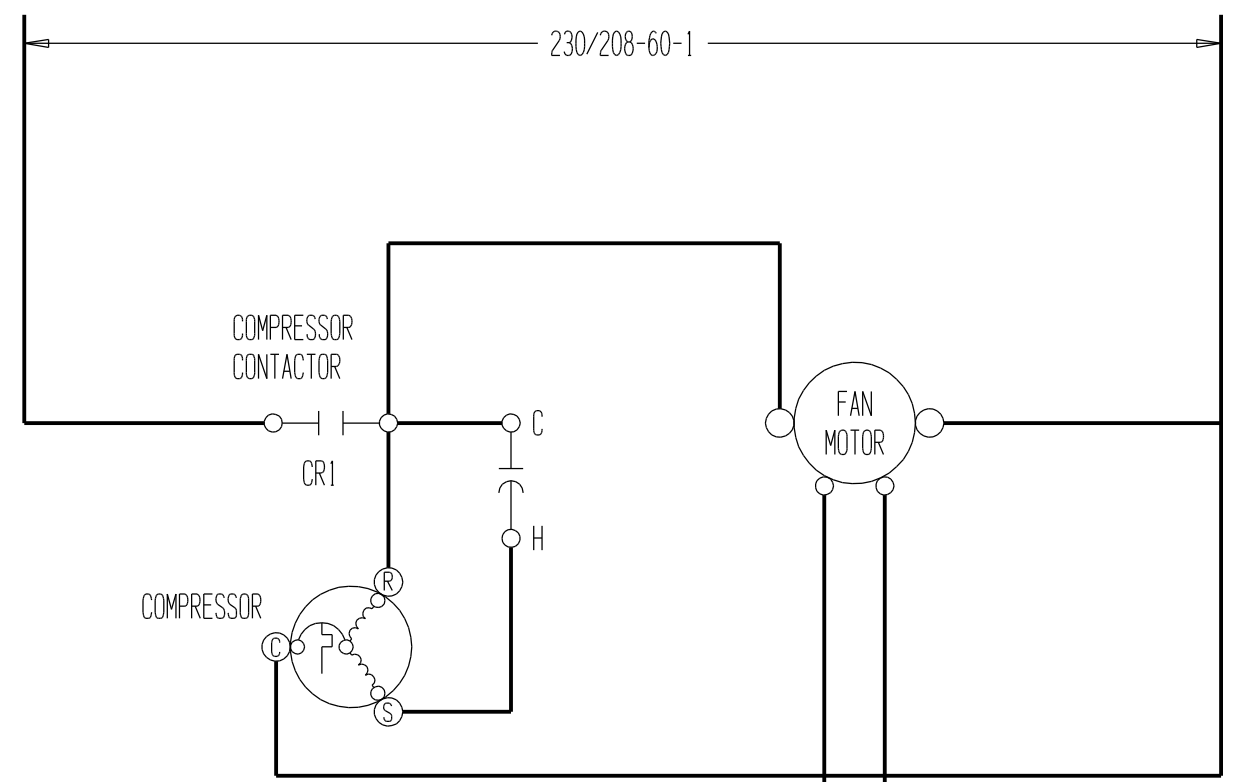 230/208-60-1
COMPRESSOR
CONTACTOR
C
FAN
MOTOR
CR1
H
R
COMPRESSOR
C
S